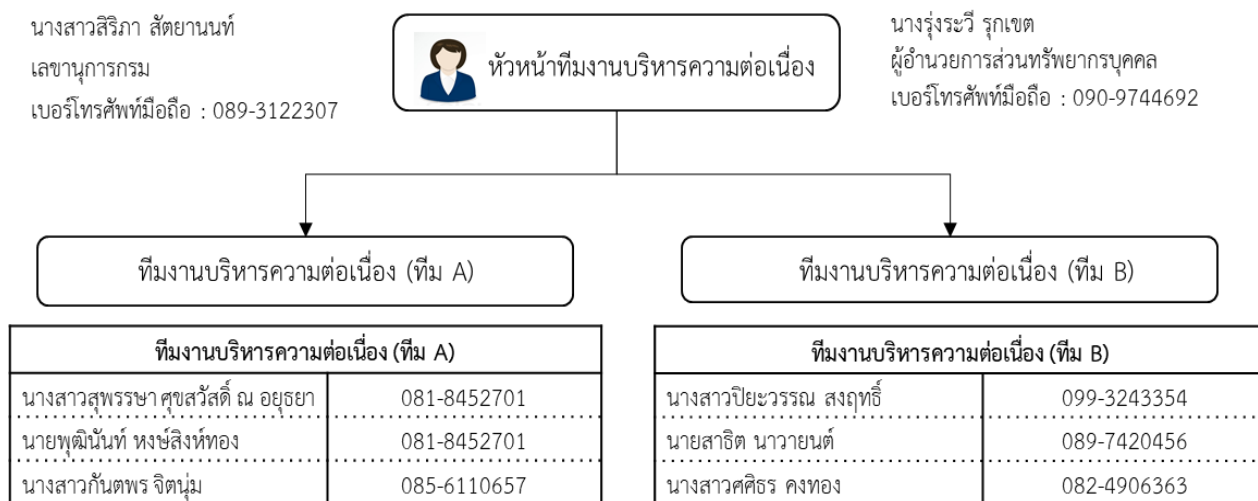 นางสาวสิริภา สัตยานนท์
เลขานุการกรม
เบอร์โทรศัพท์มือถือ : 089-3122307
หัวหน้าทีมงานบริหารความต่อเนื่อง
นางรุ่งระวี รุกเขต
ผู้อำนวยการส่วนทรัพยากรบุคคล
เบอร์โทรศัพท์มือถือ : 090-9744692
ทีมงานบริหารความต่อเนื่อง (ทีม A)
ทีมงานบริหารความต่อเนื่อง (ทีม B)
ทีมงานบริหารความต่อเนื่อง (ทีม A)
นางสาวสุพรรษา ศุขสวัสดิ์ ณ อยุธยา 081-8452701
นายพุฒินันท์ หงษ์สิงห์ทอง 081-8452701
นางสาวกันตพร จิตนุ่ม 085-6110657
ทีมงานบริหารความต่อเนื่อง (ทีม B)
นางสาวปิยะวรรณ สงฤทธิ์ 099-3243354
นายสาธิต นาวายนต์ 089-7420456
นางสาวศศิธร คงทอง 082-4906363